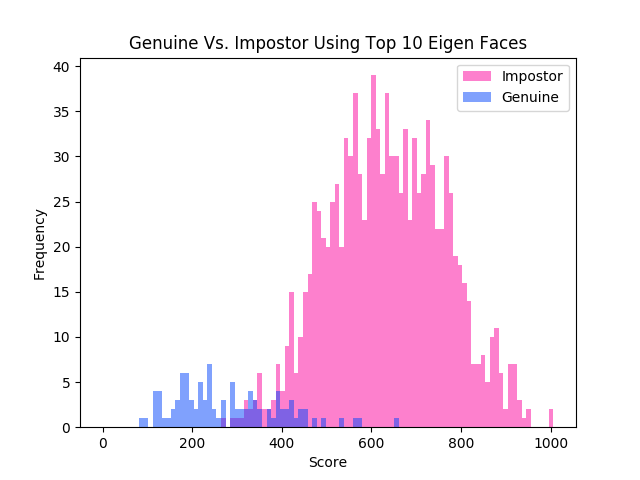 Genuine Vs. Impostor Using Top 10 Eigen Faces
Impostor
Genuine
Frequency
40
35
30
25
20
15
10
5
0
0 200 400 600 800 1000
Score